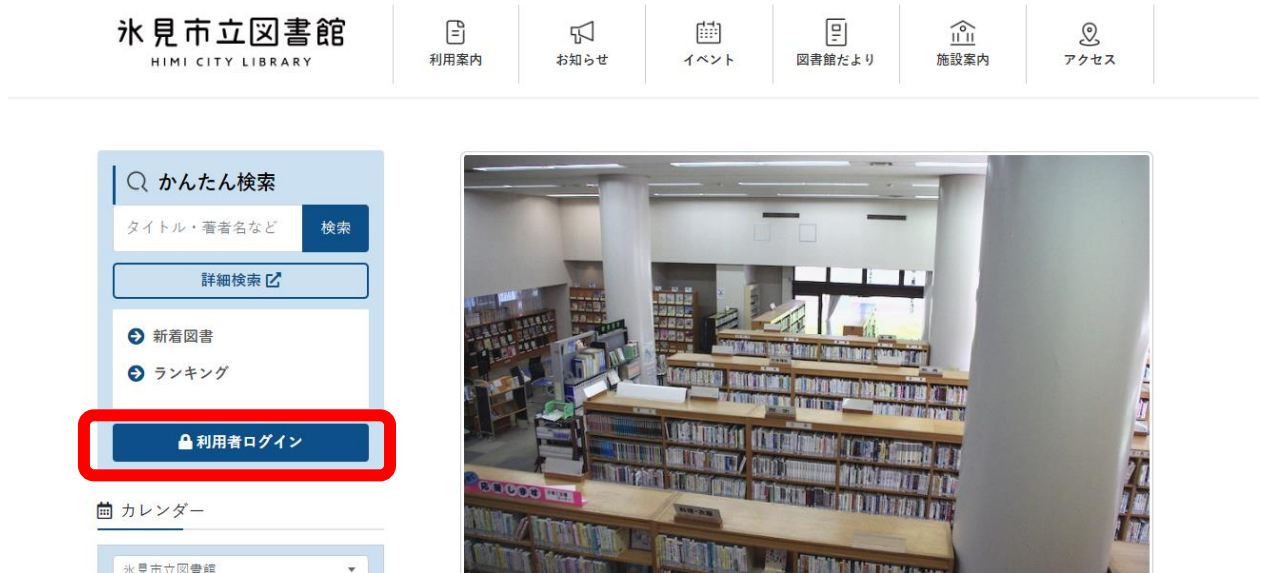 氷見市立図書館
HIMI CITY LIBRARY
利用案内
お知らせ
イベント
図書館だより
施設案内
アクセス
かんたん検索
タイトル・著者名など
検索
詳細検索
新着図書
ランキング
利用者ログイン
カレンダー
氷見市立図書館